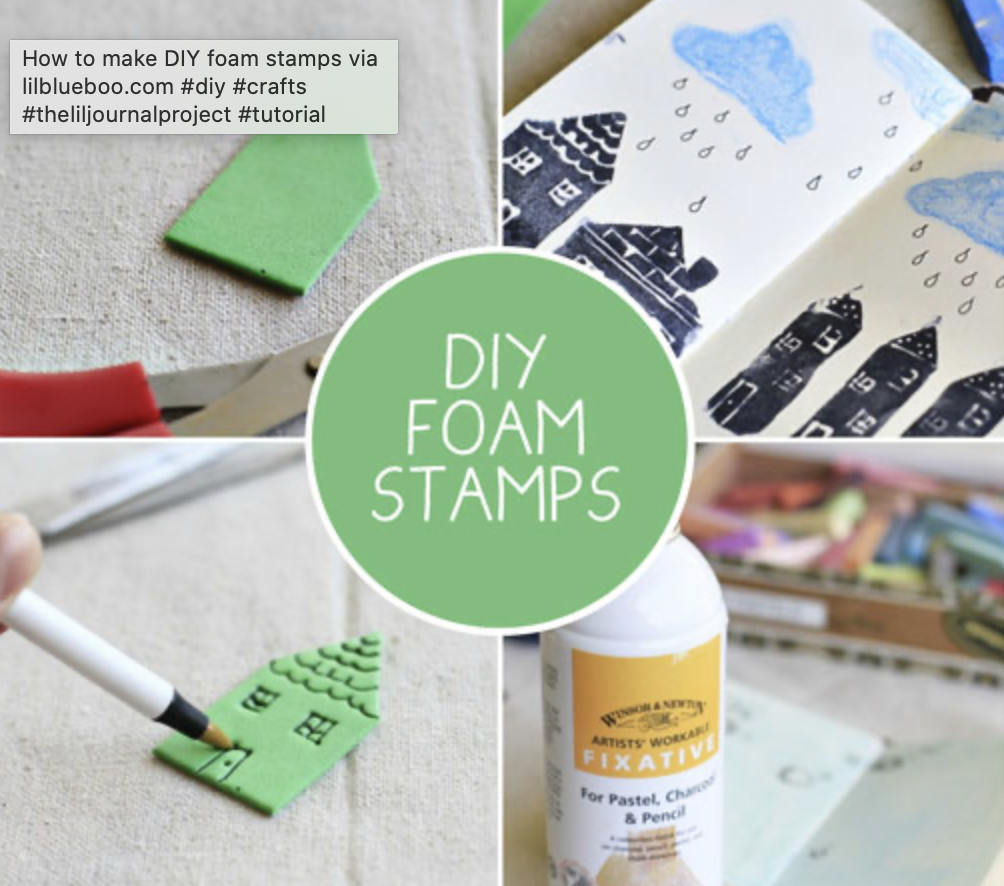 How to make DIY foam stamps via
lilblueboo.com #diy #crafts
#theliljournalproject #tutorial
DIY
FOAM
STAMPS
WINSOR & NEWTON
ARTISTS' WORKABLE
FIXATIVE
For Pastel, Charcoal
& Pencil